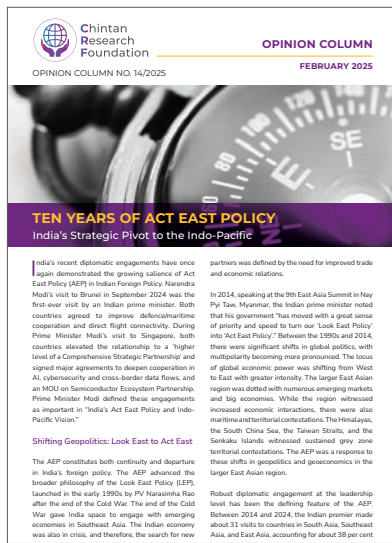 Chintan
Research
Foundation
OPINION COLUMN NO. 14/2025
OPINION COLUMN
FEBRUARY 2025
60
80
100
120
140
160
E
SE
TEN YEARS OF ACT EAST POLICY
India's Strategic Pivot to the Indo-Pacific
India's recent diplomatic engagements have once
again demonstrated the growing salience of Act
East Policy (AEP) in Indian Foreign Policy. Narendra
Modi's visit to Brunei in September 2024 was the
first-ever visit by an Indian prime minister. Both
countries agreed to improve defence/maritime
cooperation and direct flight connectivity. During
Prime Minister Modi's visit to Singapore, both
countries elevated the relationship to a 'higher
level of a Comprehensive Strategic Partnership' and
signed major agreements to deepen cooperation in
AI, cybersecurity and cross-border data flows, and
an MOU on Semiconductor Ecosystem Partnership.
Prime Minister Modi defined these engagements
as important in "India's Act East Policy and Indo-
Pacific Vision."
Shifting Geopolitics: Look East to Act East
The AEP constitutes both continuity and departure
in India's foreign policy. The AEP advanced the
broader philosophy of the Look East Policy (LEP),
launched in the early 1990s by PV Narasimha Rao
after the end of the Cold War. The end of the Cold
War gave India space to engage with emerging
economies in Southeast Asia. The Indian economy
was also in crisis, and therefore, the search for new
partners was defined by the need for improved trade
and economic relations.
In 2014, speaking at the 9th East Asia Summit in Nay
Pyi Taw, Myanmar, the Indian prime minister noted
that his government "has moved with a great sense
of priority and speed to turn our 'Look East Policy'
into 'Act East Policy'." Between the 1990s and 2014,
there were significant shifts in global politics, with
multipolarity becoming more pronounced. The locus
of global economic power was shifting from West
to East with greater intensity. The larger East Asian
region was dotted with numerous emerging markets
and big economies. While the region witnessed
increased economic interactions, there were also
maritime and territorial contestations. The Himalayas,
the South China Sea, the Taiwan Straits, and the
Senkaku Islands witnessed sustained grey zone
territorial contestations. The AEP was a response to
these shifts in geopolitics and geoeconomics in the
larger East Asian region.
Robust diplomatic engagement at the leadership
level has been the defining feature of the AEP.
Between 2014 and 2024, the Indian premier made
about 31 visits to countries in South Asia, Southeast
Asia, and East Asia, accounting for about 38 per cent